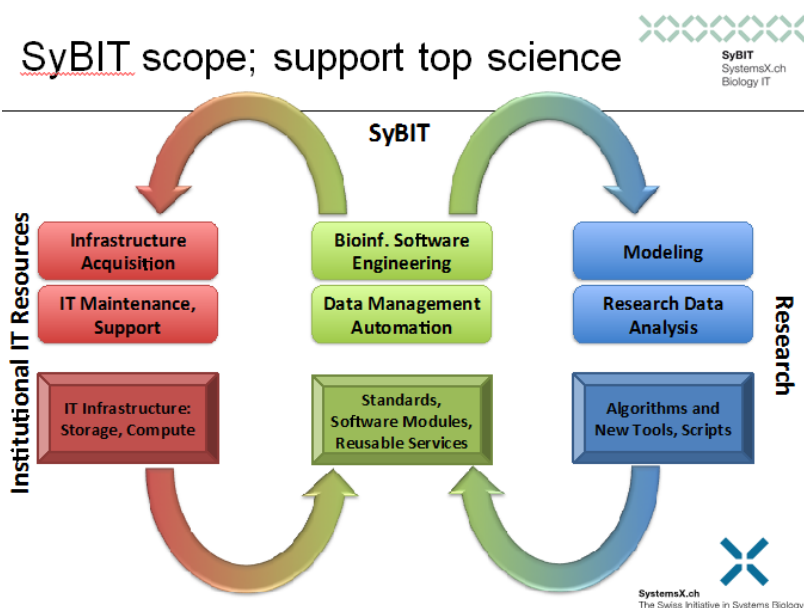 SyBIT scope; support top science
SyBIT
SystemsX.ch
Biology IT
SyBIT
Institutional IT Resources
Infrastructure
Acquisition
IT Maintenance,
Support
IT Infrastructure:
Storage, Compute
Bioinf. Software
Engineering
Data Management
Automation
Standards,
Software Modules,
Reusable Services
Modeling
Research Data
Analysis
Algorithms and
New Tools, Scripts
Research
SystemsX.ch
The Swiss Initiative in Systems Biology